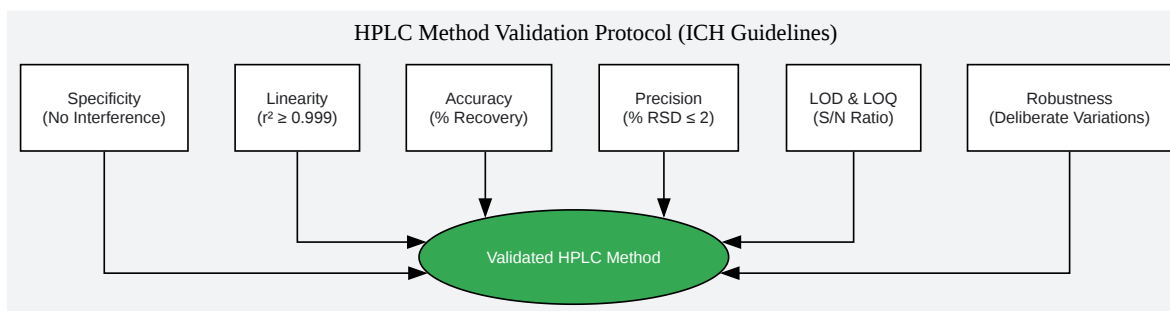 HPLC Method Validation Protocol (ICH Guidelines)
Specificity
(No Interference)
Linearity
(r² ≥ 0.999)
Accuracy
(% Recovery)
Precision
(% RSD ≤ 2)
LOD & LOQ
(S/N Ratio)
Robustness
(Deliberate Variations)
Validated HPLC Method